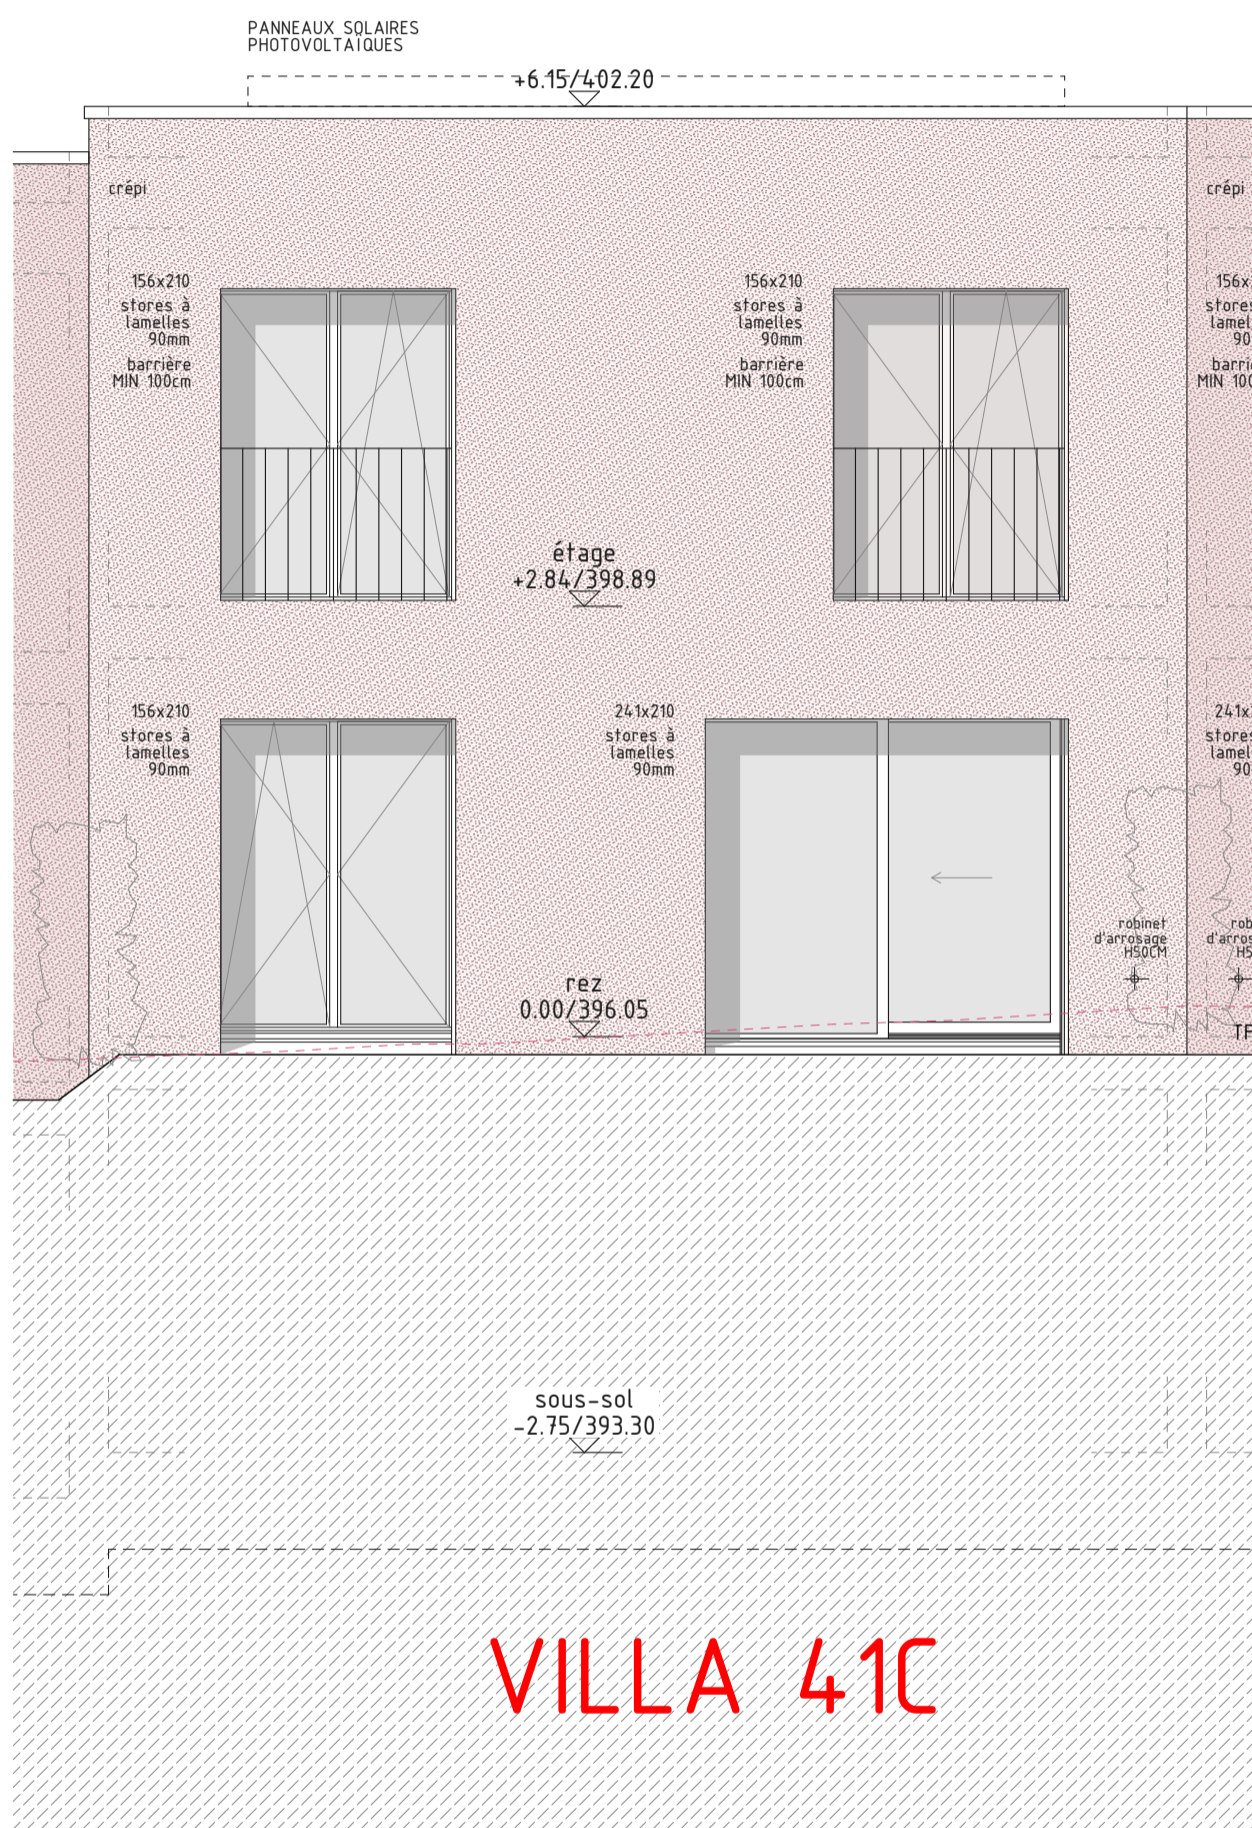 PANNEAUX SOLAIRES
PHOTOVOLTAÏQUES
+6.15/402.20
crépi
crépi
156x210
stores à
lamelles
90mm
barrière
MIN 100cm
156x210
stores à
lamelles
90mm
barrière
MIN 100cm
étage
+2.84/398.89
156x210
stores à
lamelles
90mm
241x210
stores à
lamelles
90mm
robinet
d'arrosage
H50CM
rez
0.00/396.05
sous-sol
-2.75/393.30
VILLA 41C